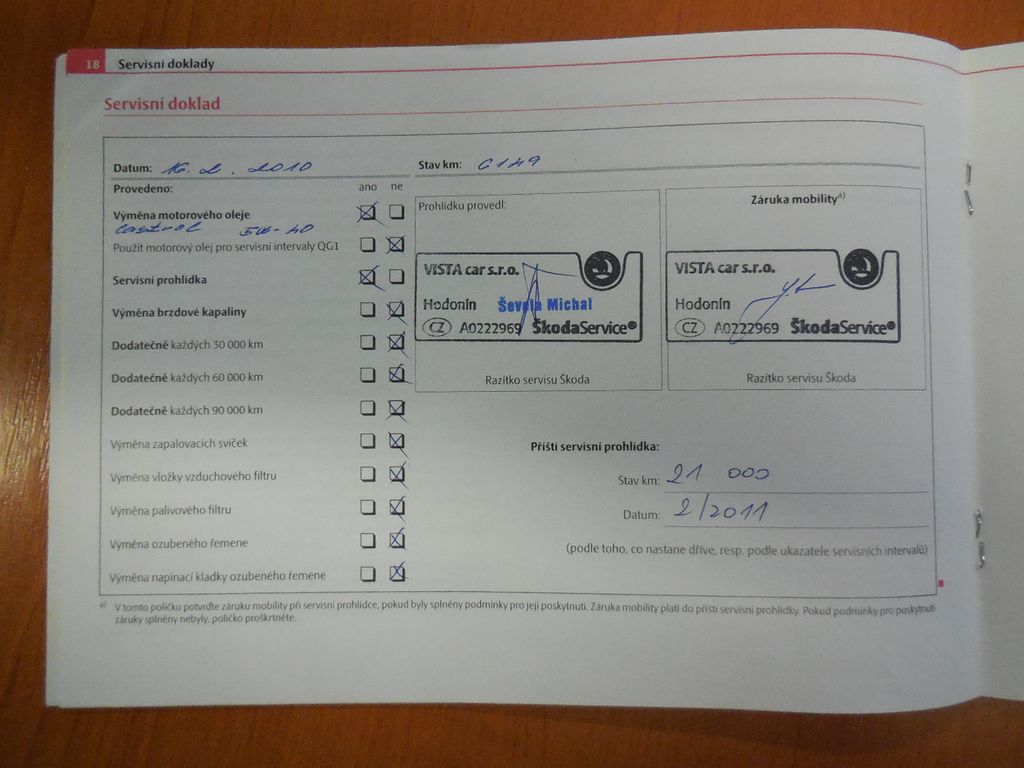 18 Servisní doklady
Servisní doklad
Datum: 16. 2. 2010
Stav km: 6149
Provedeno: ano ne
Výměna motorového oleje
Castrol 5W-40
Použit motorový olej pro servisní intervaly QG1
Servisní prohlídka
Výměna brzdové kapaliny
Dodatečně každých 30 000 km
Dodatečně každých 60 000 km
Dodatečně každých 90 000 km
Výměna zapalovacích svíček
Výměna vložky vzduchového filtru
Výměna palivového filtru
Výměna ozubeného řemene
Výměna napínací kladky ozubeného řemene
Prohlídku provedl:
VISTA car s.r.o.
Hodonín Ševela Michal
CZ A0222969 ŠkodaService®
Razítko servisu Škoda
Záruka mobility a)
VISTA car s.r.o.
Hodonín
CZ A0222969 ŠkodaService®
Razítko servisu Škoda
Příští servisní prohlídka:
Stav km: 21 000
Datum: 2/2011
(podle toho, co nastane dříve, resp. podle ukazatele servisních intervalů)
a) V tomto políčku potvrďte záruku mobility při servisní prohlídce, pokud byly splněny podmínky pro její poskytnutí. Záruka mobility platí do příští servisní prohlídky. Pokud podmínky pro poskytnutí
záruky splněny nebyly, políčko proškrtněte.